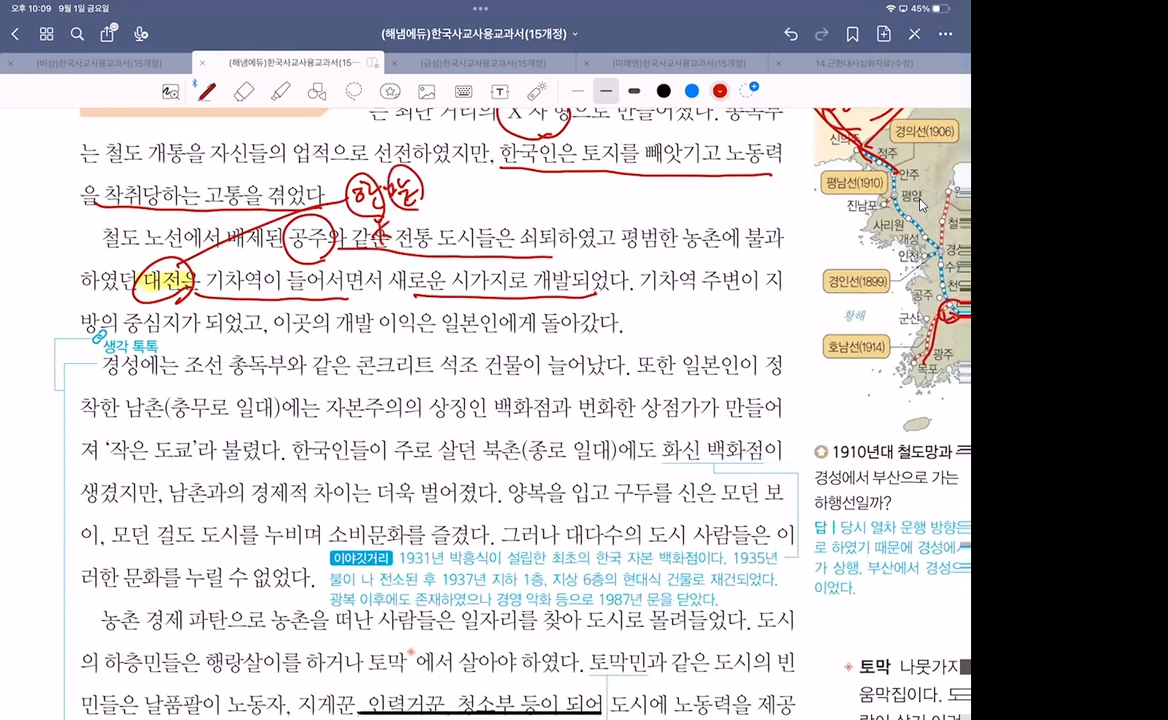 오후 10:09 9월 1일 금요일
45%
(해냄에듀)한국사교사용교과서(15개정)
(비상)한국사교사용교과서(15개정)
(해냄에듀)한국사교사용교과서(15…
(금성)한국사교사용교과서(15개정)
(미래엔)한국사교사용교과서(15개정)
14.근현대사심화자료(수정)
는 최단 거리의 X 자 형으로 만들어졌다. 총독부
는 철도 개통을 자신들의 업적으로 선전하였지만, 한국인은 토지를 빼앗기고 노동력
을 착취당하는 고통을 겪었다
철도 노선에서 배제된 공주와 같은 전통 도시들은 쇠퇴하였고 평범한 농촌에 불과
하였던 대전은 기차역이 들어서면서 새로운 시가지로 개발되었다. 기차역 주변이 지
방의 중심지가 되었고, 이곳의 개발 이익은 일본인에게 돌아갔다.
생각 톡톡
경성에는 조선 총독부와 같은 콘크리트 석조 건물이 늘어났다. 또한 일본인이 정
착한 남촌(충무로 일대)에는 자본주의의 상징인 백화점과 번화한 상점가가 만들어
져 ‘작은 도쿄’라 불렸다. 한국인들이 주로 살던 북촌(종로 일대)에도 화신 백화점이
생겼지만, 남촌과의 경제적 차이는 더욱 벌어졌다. 양복을 입고 구두를 신은 모던 보
이, 모던 걸도 도시를 누비며 소비문화를 즐겼다. 그러나 대다수의 도시 사람들은 이
러한 문화를 누릴 수 없었다.
이야깃거리 1931년 박흥식이 설립한 최초의 한국 자본 백화점이다. 1935년
불이 나 전소된 후 1937년 지하 1층, 지상 6층의 현대식 건물로 재건되었다.
광복 이후에도 존재하였으나 경영 악화 등으로 1987년 문을 닫았다.
농촌 경제 파탄으로 농촌을 떠난 사람들은 일자리를 찾아 도시로 몰려들었다. 도시
의 하층민들은 행랑살이를 하거나 토막에서 살아야 하였다. 토막민과 같은 도시의 빈
민들은 날품팔이 노동자, 지게꾼, 인력거꾼, 청소부 등이 되어 도시에 노동력을 제공
신의주
경의선(1906)
정주
안주
평남선(1910)
평양
진남포
사리원
개성
인천
경인선(1899)
공주
황해
군산
호남선(1914)
광주
목포
1910년대 철도망과
경성에서 부산으로 가는
하행선일까?
답 | 당시 열차 운행 방향
로 하였기 때문에 경성에
가 상행, 부산에서 경성
이었다.
토막 나뭇가지
움막집이다. 도